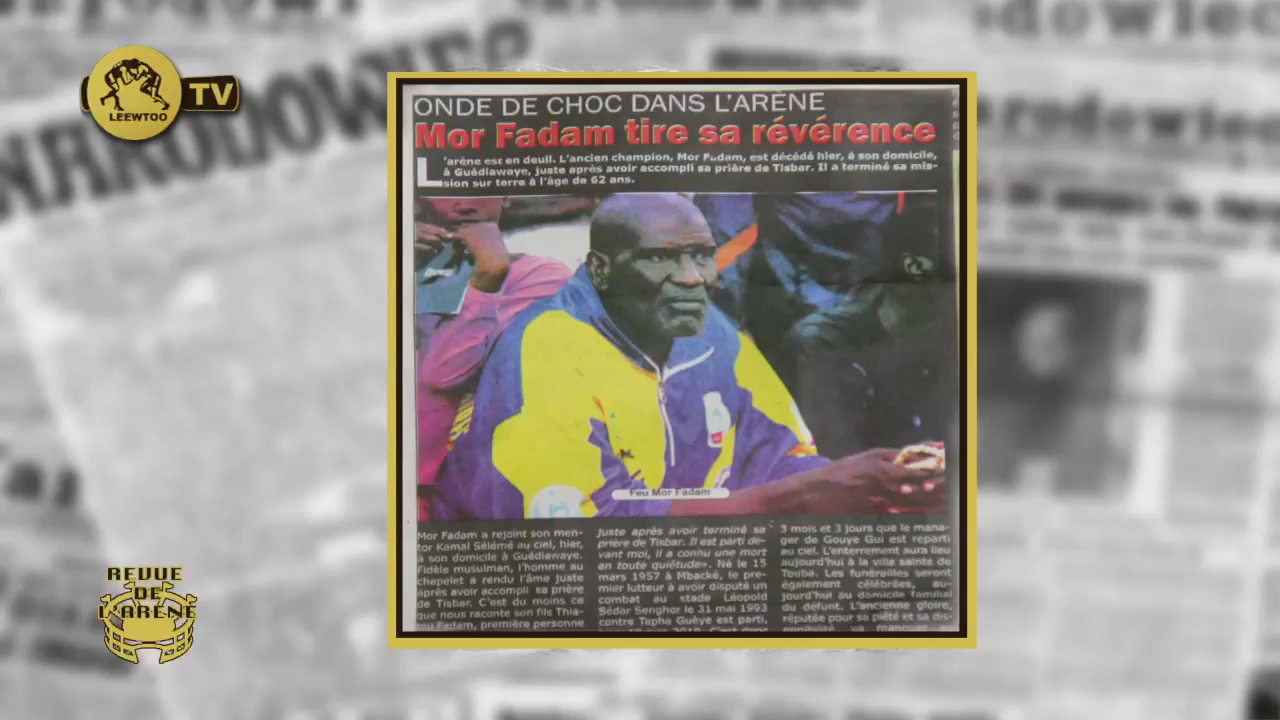 LEEWTOO
TV
NARODOWIEC
ONDE DE CHOC DANS L'ARÈNE
Mor Fadam tire sa révérence
L'arène est en deuil. L'ancien champion, Mor Fadam, est décédé hier, à son domicile,
à Guédiawaye, juste après avoir accompli sa prière de Tisbar. Il a terminé sa mis-
sion sur terre à l'âge de 62 ans.
Feu Mor Fadam
Mor Fadam a rejoint son men-
tor Kamal Sélémé au ciel, hier,
à son domicile à Guédiawaye.
Fidèle musulman, l'homme au
chapelet a rendu l'âme juste
après avoir accompli sa prière
de Tisbar. C'est du moins ce
que nous raconte son fils Thia-
Fadam, première personne
juste après avoir terminé sa
prière de Tisbar. Il est parti de-
vant moi, il a connu une mort
en toute quiétude». Né le 15
mars 1957 à Mbacké, le pre-
mier lutteur à avoir disputé un
combat au stade Léopold
Sédar Senghor le 31 mai 1993
contre Tapha Guèye est parti,
3 mois et 3 jours que le mana-
ger de Gouye Gui est reparti
au ciel. L'enterrement aura lieu
aujourd'hui à la ville sainte de
Touba. Les funérailles seront
également célébrées, au-
jourd'hui au domicile familial
du défunt. L'ancienne gloire,
réputée pour sa piété et sa dis-
REVUE
DE
L'ARÈNE